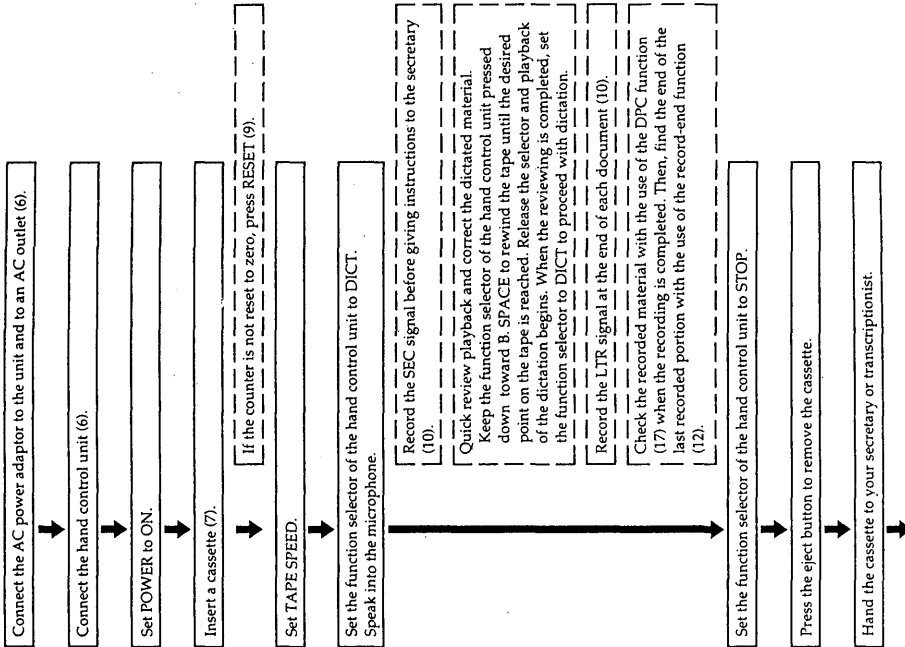 Connect the AC power adaptor to the unit and to an AC outlet (6).
Connect the hand control unit (6).
Set POWER to ON.
Insert a cassette (7).
If the counter is not reset to zero, press RESET (9).
Set TAPE SPEED.
Set the function selector of the hand control unit to DICT.
Speak into the microphone.
Record the SEC signal before giving instructions to the secretary
(10).
Quick review playback and correct the dictated material.
Keep the function selector of the hand control unit pressed
down toward B. SPACE to rewind the tape until the desired
point on the tape is reached. Release the selector and playback
of the dictation begins. When the reviewing is completed, set
the function selector to DICT to proceed with dictation.
Record the LTR signal at the end of each document (10).
Check the recorded material with the use of the DPC function
(17) when the recording is completed. Then, find the end of the
last recorded portion with the use of the record-end function
(12).
Set the function selector of the hand control unit to STOP.
Press the eject button to remove the cassette.
Hand the cassette to your secretary or transcriptionist.